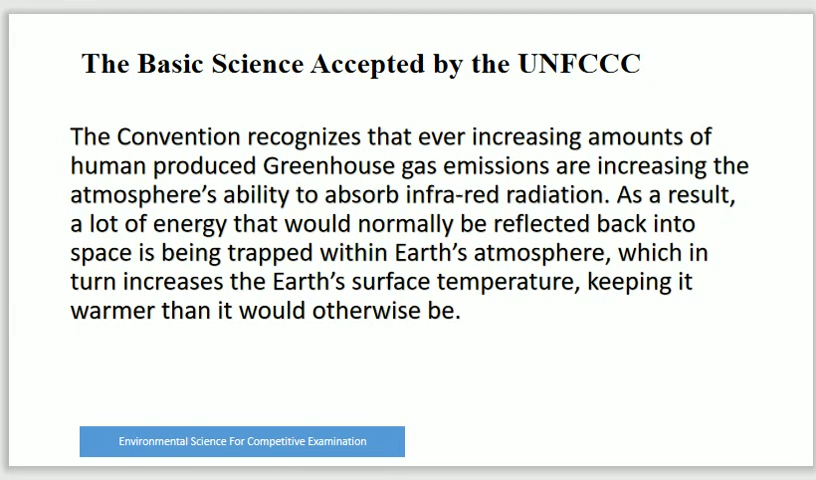 The Basic Science Accepted by the UNFCCC
The Convention recognizes that ever increasing amounts of
human produced Greenhouse gas emissions are increasing the
atmosphere’s ability to absorb infra-red radiation. As a result,
a lot of energy that would normally be reflected back into
space is being trapped within Earth’s atmosphere, which in
turn increases the Earth’s surface temperature, keeping it
warmer than it would otherwise be.
Environmental Science For Competitive Examination